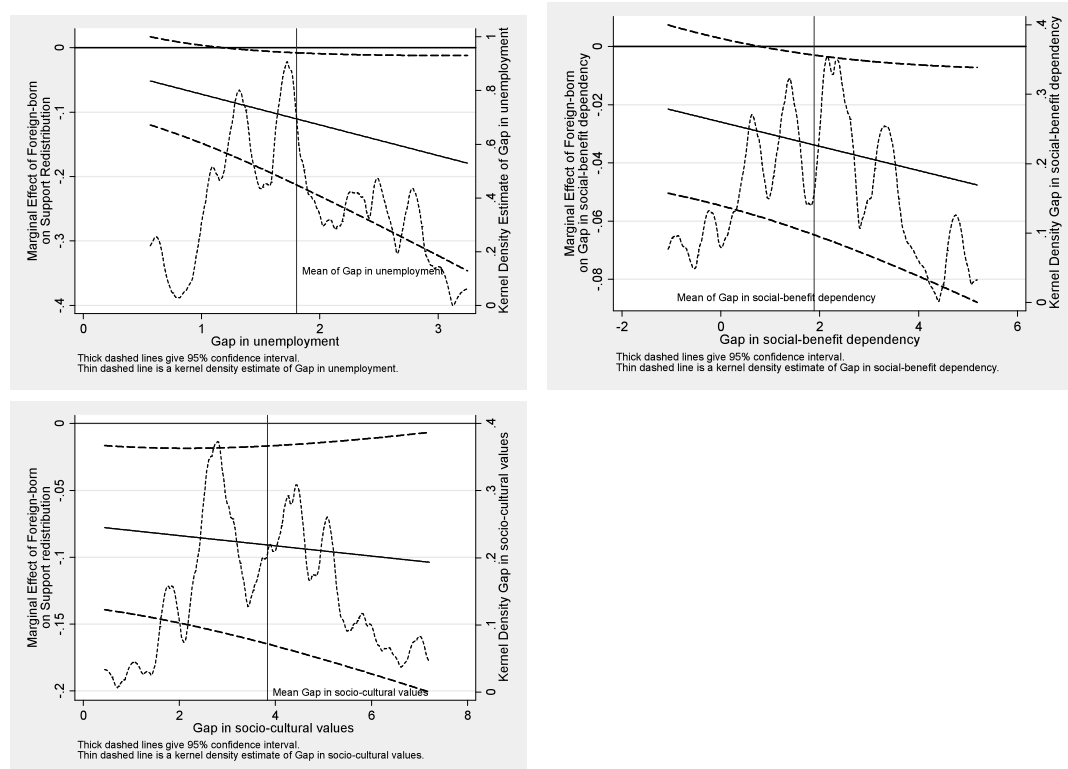 Marginal Effect of Foreign-born
on Support Redistribution
0
-.1
-.2
-.3
-.4
0
.2
.4
.6
.8
1
Kernel Density Estimate of Gap in unemployment
Mean of Gap in unemployment
0
1
2
3
Gap in unemployment
Thick dashed lines give 95% confidence interval.
Thin dashed line is a kernel density estimate of Gap in unemployment.
Marginal Effect of Foreign-born
on Gap in social-benefit dependency
0
-.02
-.04
-.06
-.08
0
.1
.2
.3
.4
Kernel Density Gap in social-benefit dependency
Mean of Gap in social-benefit dependency
-2
0
2
4
6
Gap in social-benefit dependency
Thick dashed lines give 95% confidence interval.
Thin dashed line is a kernel density estimate of Gap in social-benefit dependency.
Marginal Effect of Foreign-born
on Support redistribution
0
-.05
-.1
-.15
-.2
0
.1
.2
.3
.4
Kernel Density Gap in socio-cultural values
Mean Gap in socio-cultural values
0
2
4
6
8
Gap in socio-cultural values
Thick dashed lines give 95% confidence interval.
Thin dashed line is a kernel density estimate of Gap in socio-cultural values.